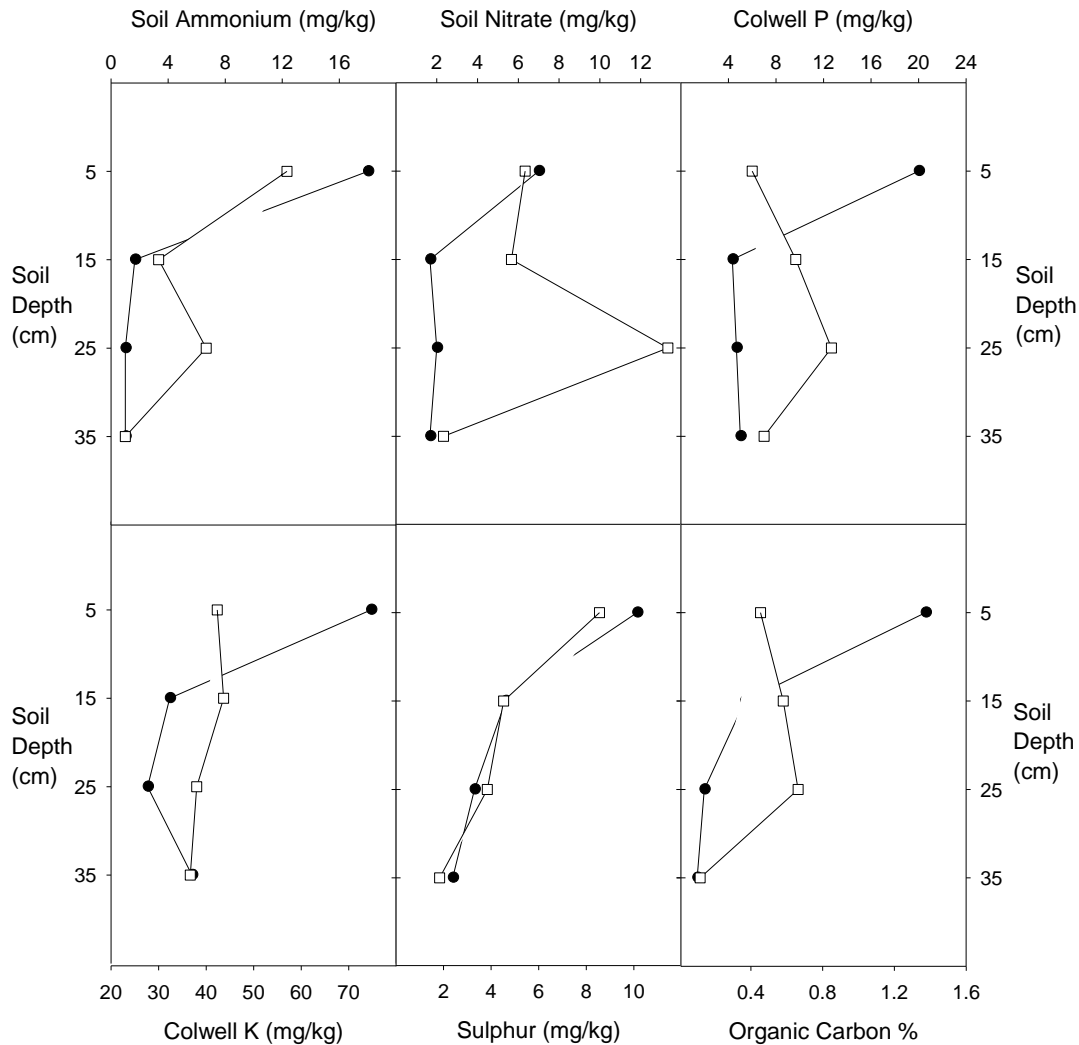 Soil Ammonium (mg/kg) Soil Nitrate (mg/kg) Colwell P (mg/kg)
0 4 8 12 16 2 4 6 8 10 12 4 8 12 16 20 24
5 5
15 15
Soil
Depth
(cm)
Soil
Depth
(cm)
25 25
35 35
5 5
15 15
Soil
Depth
(cm)
Soil
Depth
(cm)
25 25
35 35
20 30 40 50 60 70 2 4 6 8 10 0.4 0.8 1.2 1.6
Colwell K (mg/kg) Sulphur (mg/kg) Organic Carbon %